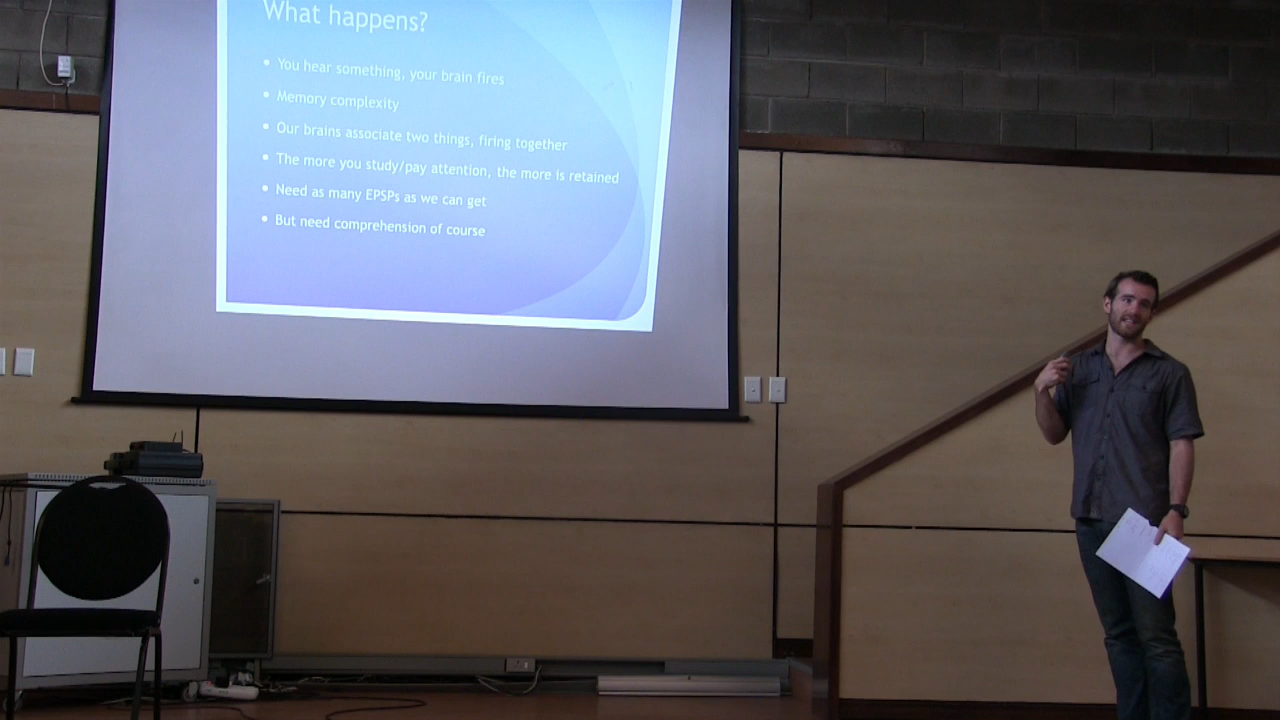 What happens?
You hear something, your brain fires
Memory complexity
Our brains associate two things, firing together
The more you study/pay attention, the more is retained
Need as many EPSPs as we can get
But need comprehension of course